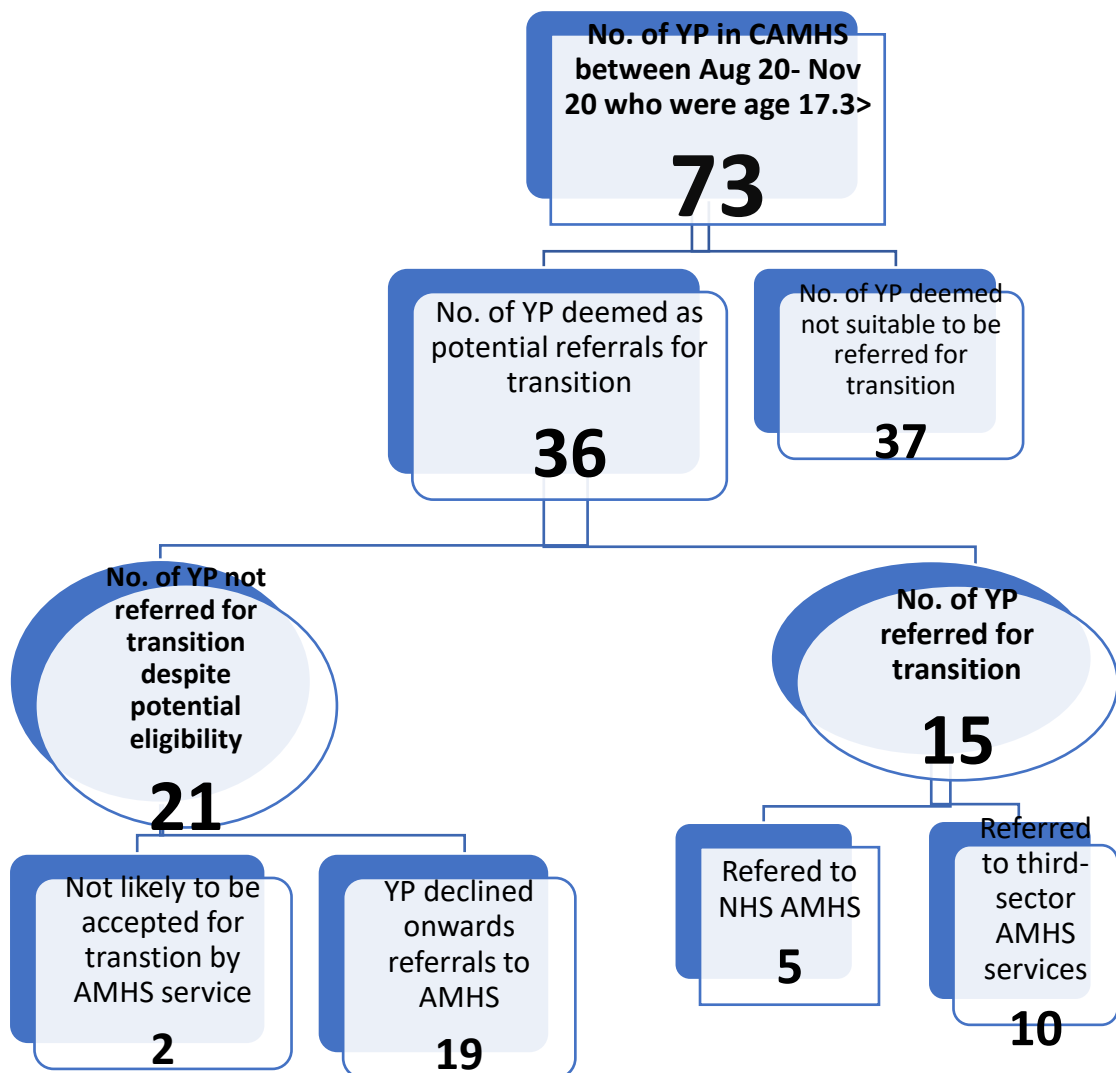 No. of YP in CAMHS
between Aug 20- Nov
20 who were age 17.3>
73
No. of YP deemed as
potential referrals for
transition
36
No. of YP deemed
not suitable to be
referred for
transition
37
No. of YP not
referred for
transition
despite
potential
eligibility
21
No. of YP
referred for
transition
15
Not likely to be
accepted for
transtion by
AMHS service
2
YP declined
onwards
referrals to
AMHS
19
Refered to
NHS AMHS
5
Referred
to third-
sector
AMHS
services
10